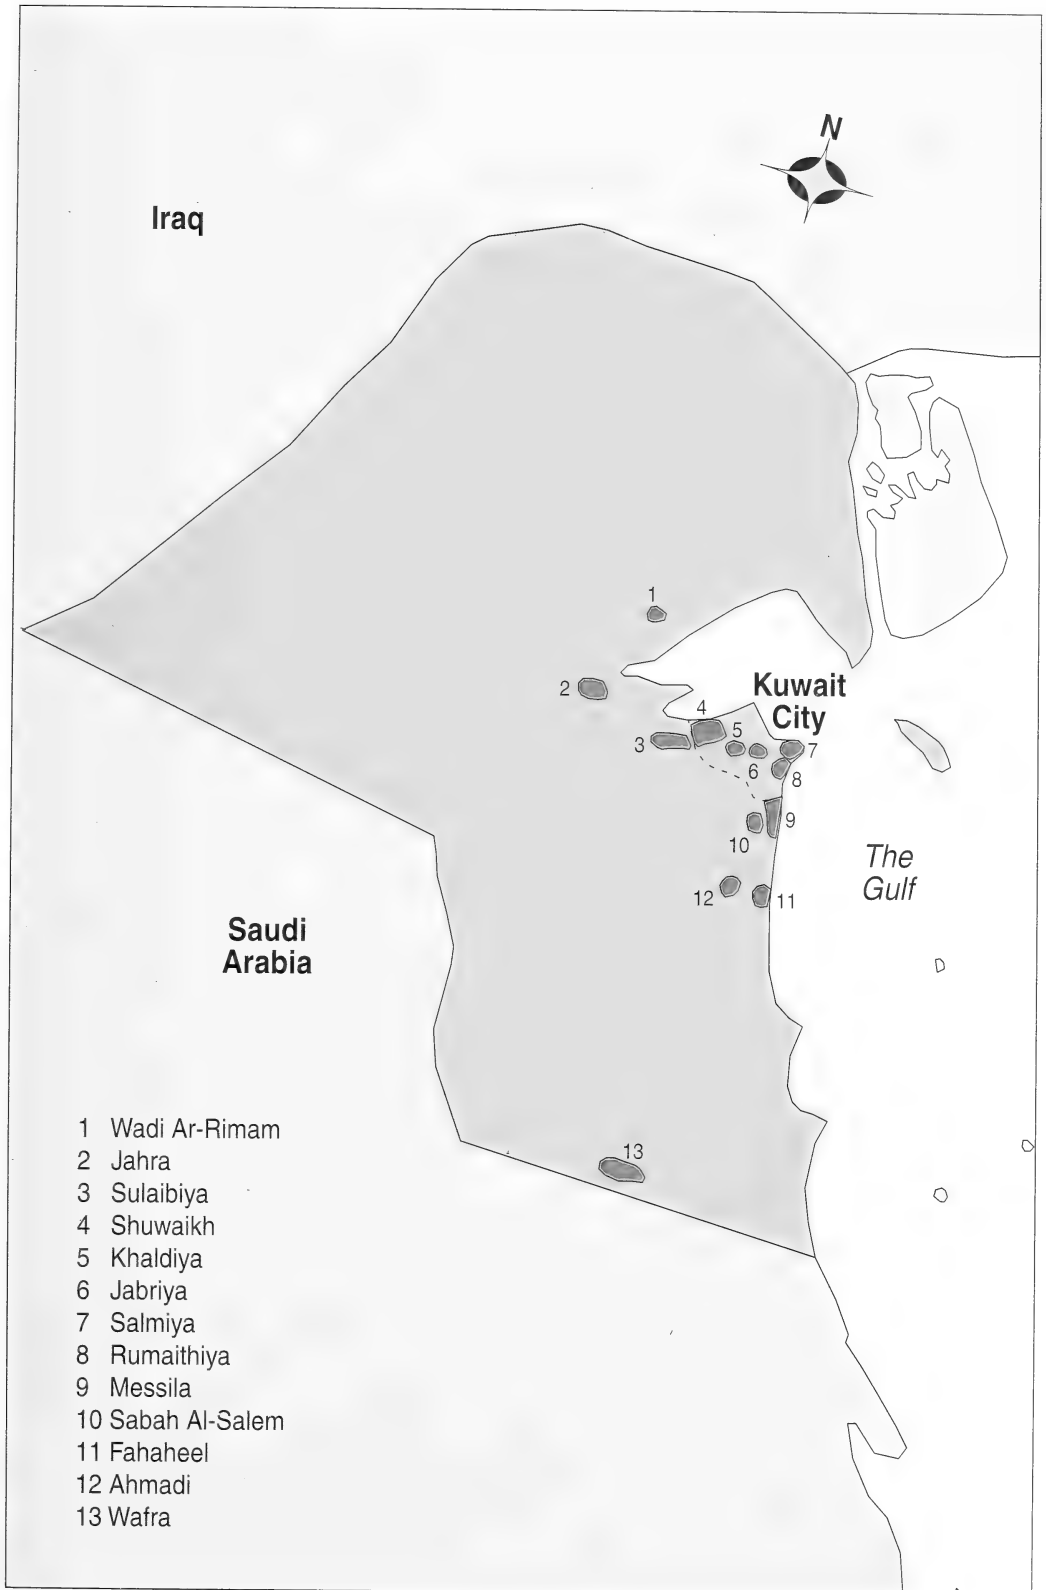 N
Iraq
1
2
Kuwait
City
4
5
3
7
6
8
9
10
The
Gulf
12
11
Saudi
Arabia
13
1 Wadi Ar-Rimam
2 Jahra
3 Sulaibiya
4 Shuwaikh
5 Khaldiya
6 Jabriya
7 Salmiya
8 Rumaithiya
9 Messila
10 Sabah Al-Salem
11 Fahaheel
12 Ahmadi
13 Wafra